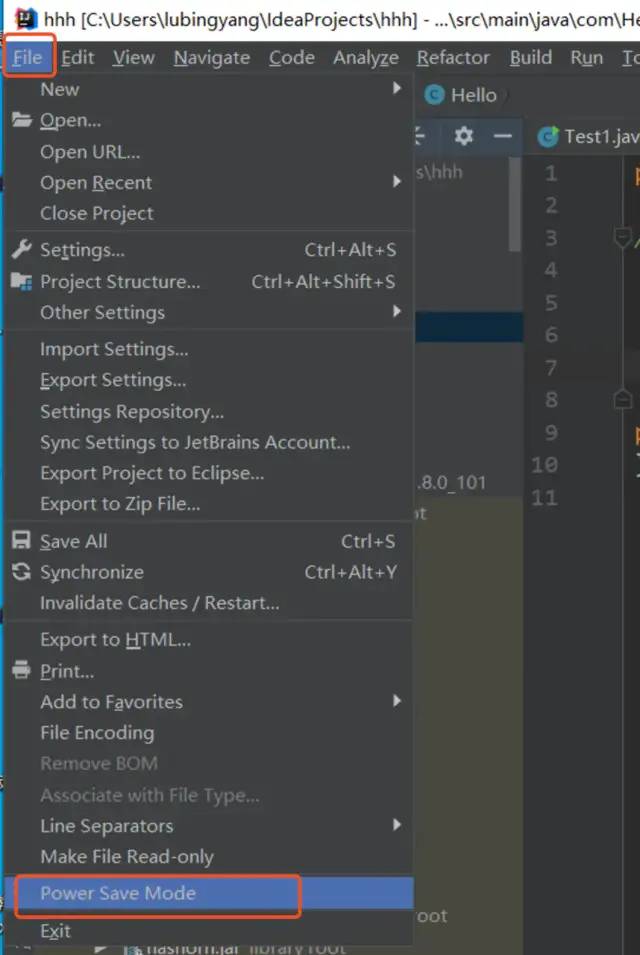 hhh [C:\Users\lubingyang\IdeaProjects\hhh] - ...\src\main\java\com\He
File Edit View Navigate Code Analyze Refactor Build Run To
New
Hello
Open...
Test1.jav
Open URL...
s\hhh
Open Recent
Close Project
Settings... Ctrl+Alt+S
Project Structure... Ctrl+Alt+Shift+S
Other Settings
Import Settings...
Export Settings...
Settings Repository...
Sync Settings to JetBrains Account...
Export Project to Eclipse...
.8.0_101
Export to Zip File...
ot
Save All Ctrl+S
Synchronize Ctrl+Alt+Y
Invalidate Caches / Restart...
Export to HTML...
Print...
Add to Favorites
File Encoding
Remove BOM
Associate with File Type...
Line Separators
Make File Read-only
Power Save Mode
oot
Exit
nashorn.jar library root
1
2
3
4
5
6
7
8
9
10
11